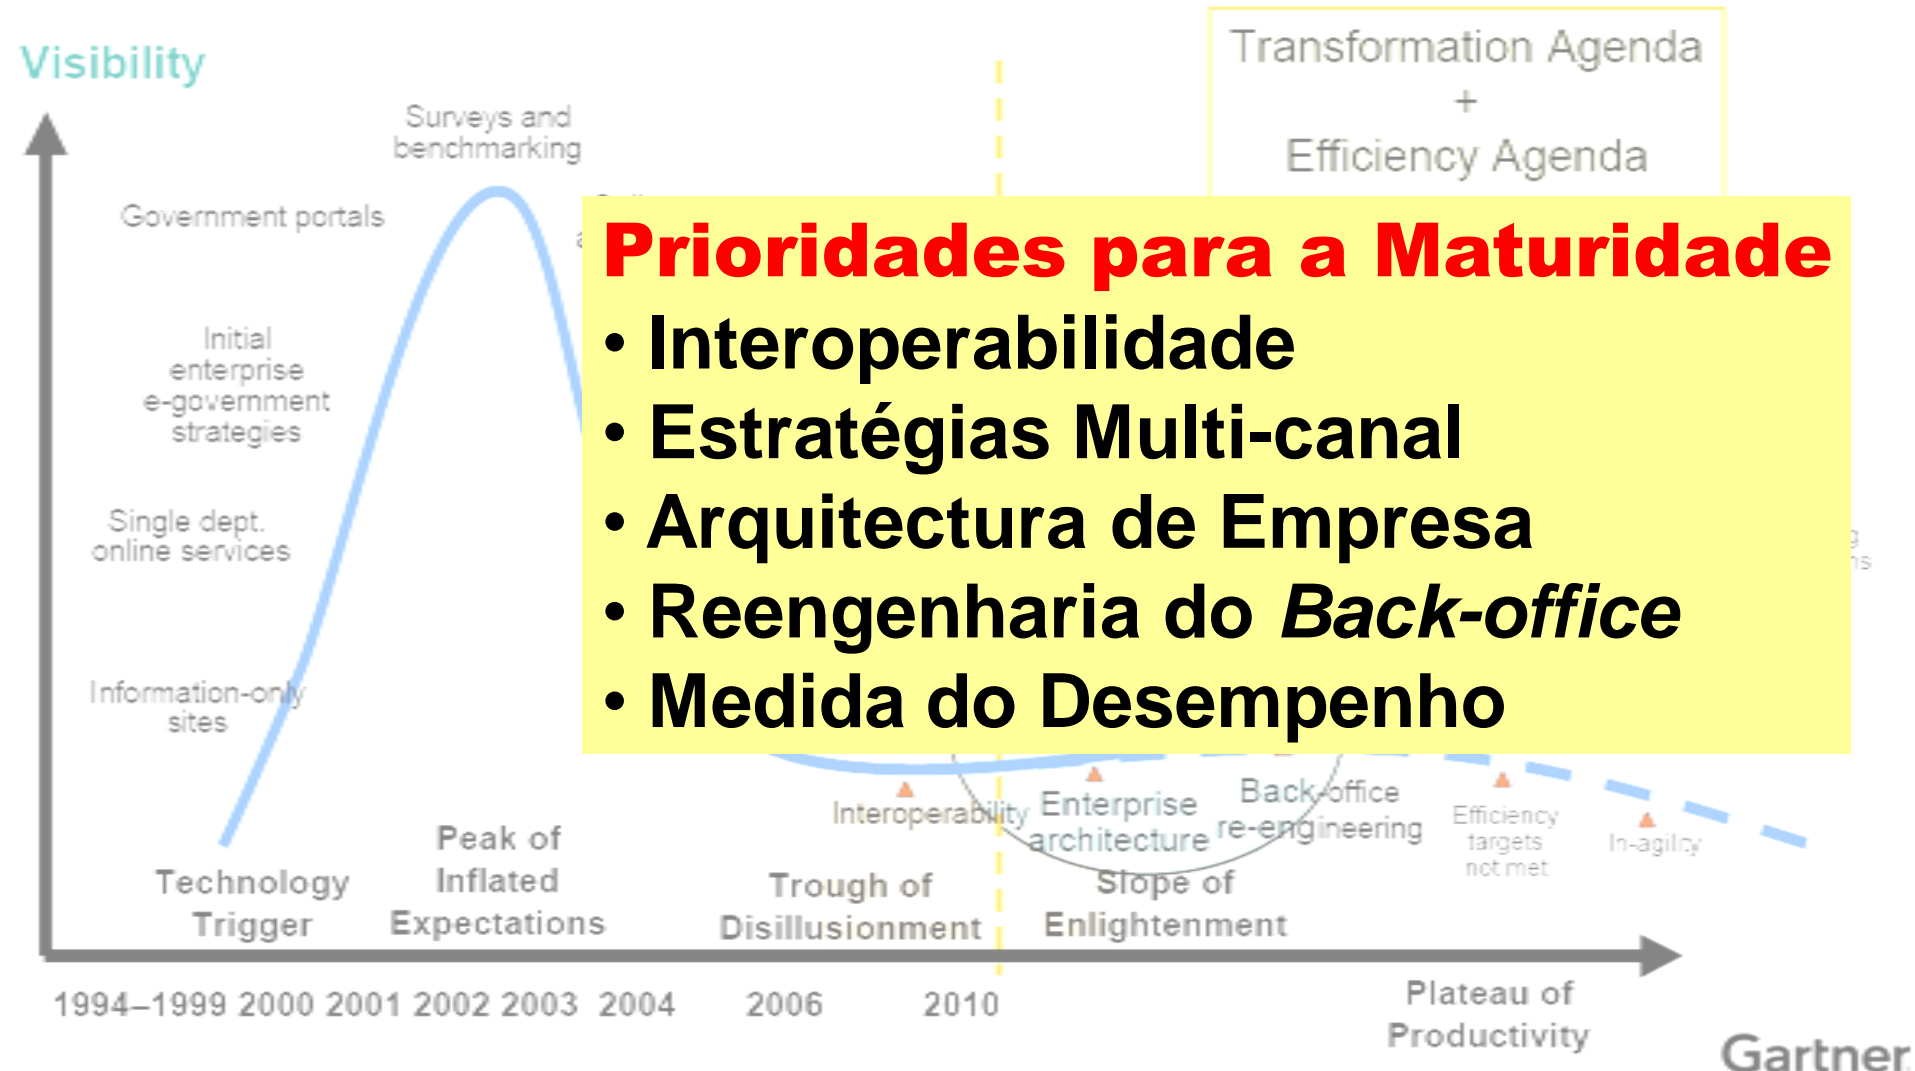 Visibility
Transformation Agenda
+
Efficiency Agenda
Surveys and
benchmarking
Government portals
Prioridades para a Maturidade
• Interoperabilidade
• Estratégias Multi-canal
• Arquitectura de Empresa
• Reengenharia do Back-office
• Medida do Desempenho
Initial
enterprise
e-government
strategies
Single dept.
online services
Information-only
sites
Interoperability
Enterprise
architecture
Back-office
re-engineering
Efficiency
targets
not met
In-agility
Technology
Trigger
Peak of
Inflated
Expectations
Trough of
Disillusionment
Slope of
Enlightenment
Plateau of
Productivity
1994–1999 2000 2001 2002 2003 2004 2006 2010
Gartner